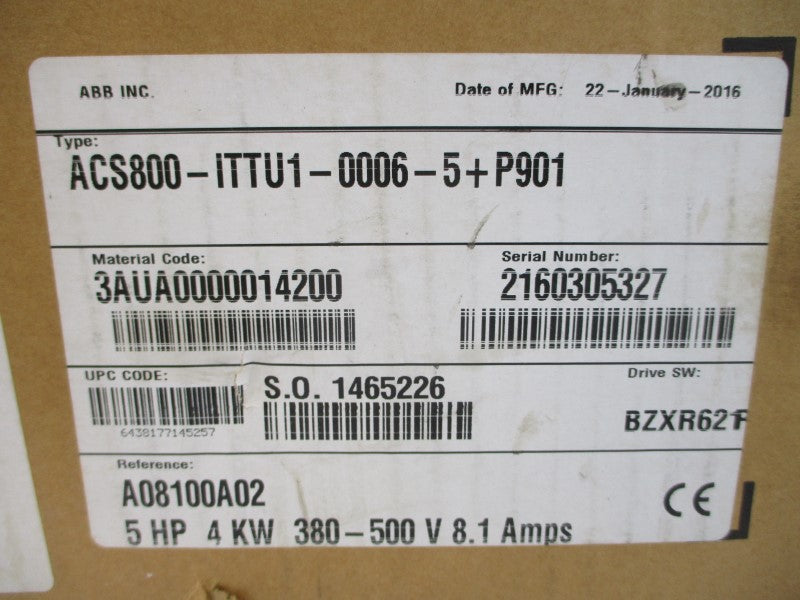 ABB INC. Date of MFG: 22-January-2016
Type:
ACS800-ITTU1-0006-5+P901
Material Code: Serial Number:
3AUA0000014200 2160305327
UPC CODE: S.O. 1465226 Drive SW:
6438177145257 BZXR621F
Reference:
A08100A02
CE
5 HP 4 KW 380-500 V 8.1 Amps